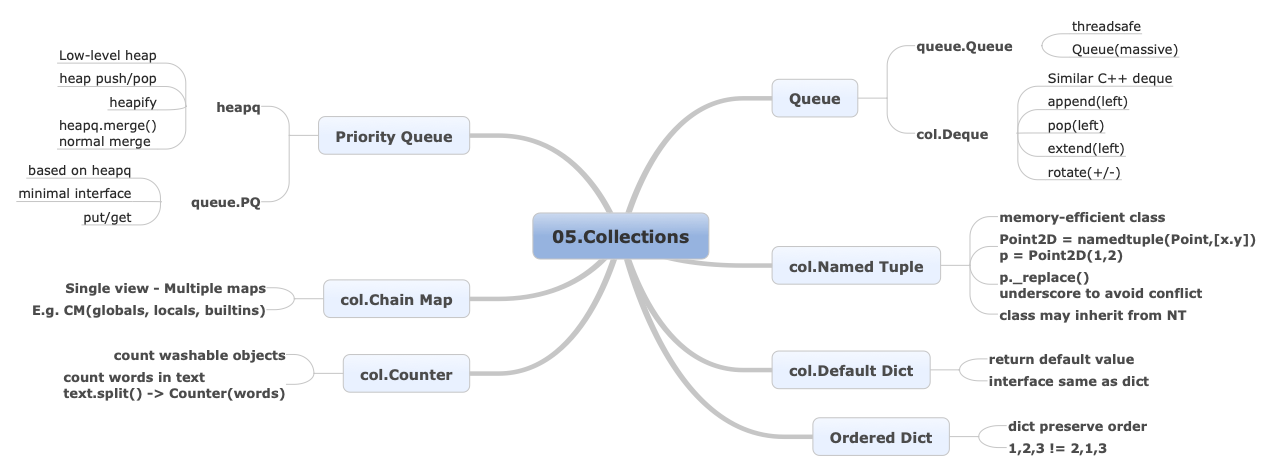 05.Collections
Priority Queue
heapq
Low-level heap
heap push/pop
heapify
heapq.merge()
normal merge
queue.PQ
based on heapq
minimal interface
put/get
col.Chain Map
Single view - Multiple maps
E.g. CM(globals, locals, builtins)
col.Counter
count washable objects
count words in text
text.split() -> Counter(words)
Queue
queue.Queue
threadsafe
Queue(massive)
col.Deque
Similar C++ deque
append(left)
pop(left)
extend(left)
rotate(+/-)
col.Named Tuple
memory-efficient class
Point2D = namedtuple(Point,[x.y])
p = Point2D(1,2)
p._replace()
underscore to avoid conflict
class may inherit from NT
col.Default Dict
return default value
interface same as dict
Ordered Dict
dict preserve order
1,2,3 != 2,1,3